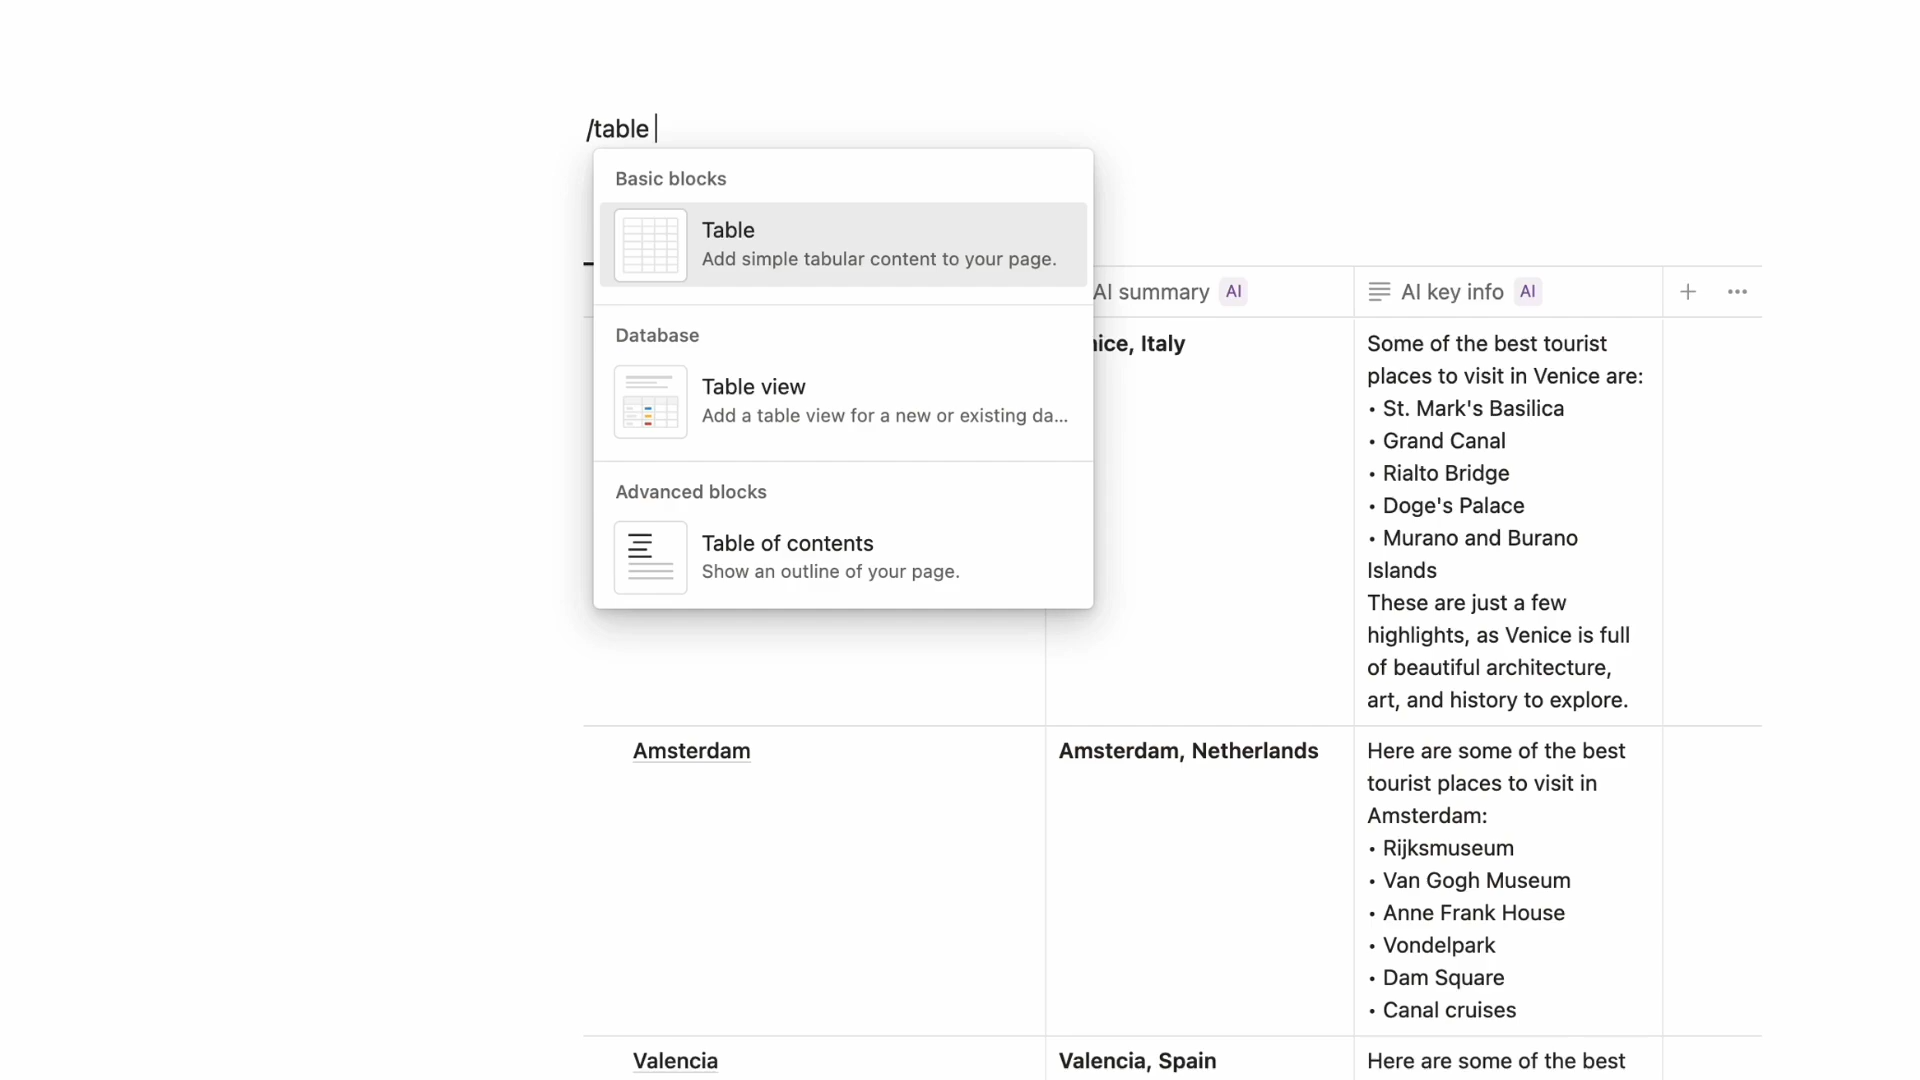 /table
Basic blocks
Table
Add simple tabular content to your page.
Database
Table view
Add a table view for a new or existing da...
Advanced blocks
Table of contents
Show an outline of your page.
AI summary AI
AI key info AI
nice, Italy
Some of the best tourist
places to visit in Venice are:
• St. Mark's Basilica
• Grand Canal
• Rialto Bridge
• Doge's Palace
• Murano and Burano
Islands
These are just a few
highlights, as Venice is full
of beautiful architecture,
art, and history to explore.
Amsterdam
Amsterdam, Netherlands
Here are some of the best
tourist places to visit in
Amsterdam:
• Rijksmuseum
• Van Gogh Museum
• Anne Frank House
• Vondelpark
• Dam Square
• Canal cruises
Valencia
Valencia, Spain
Here are some of the best